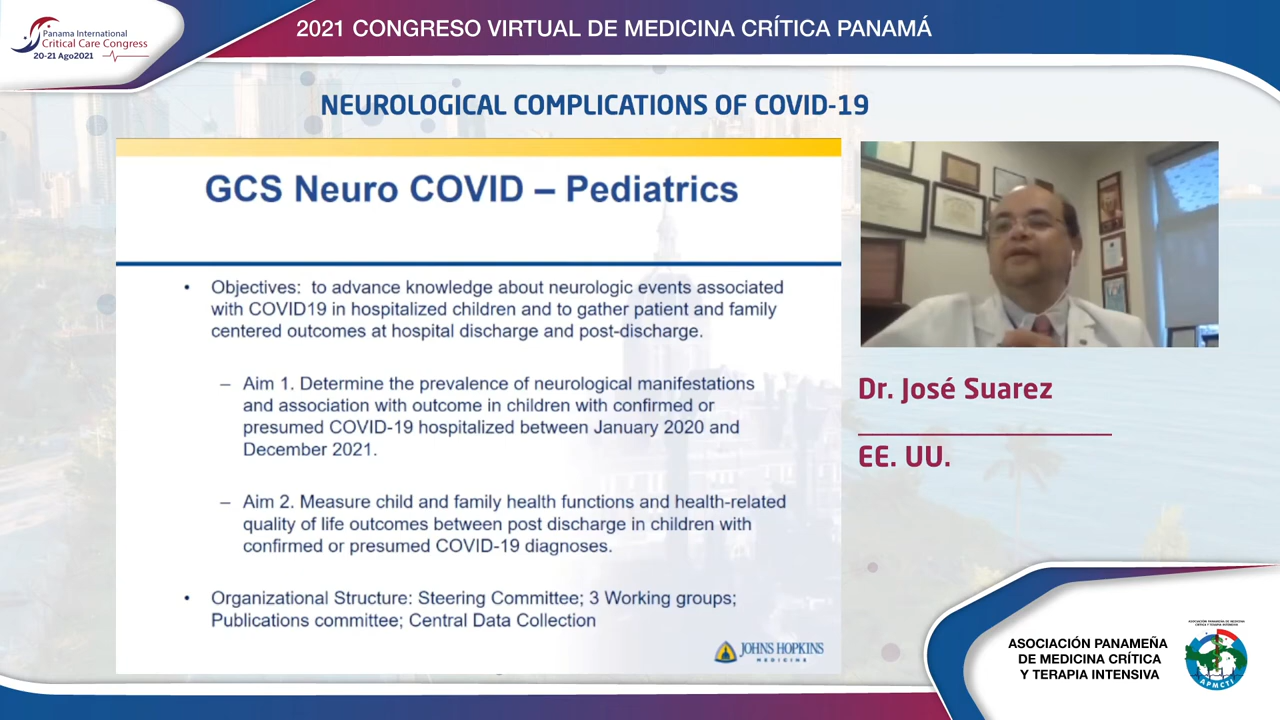 Panama International
Critical Care Congress
20-21 Ago2021
2021 CONGRESO VIRTUAL DE MEDICINA CRÍTICA PANAMÁ
NEUROLOGICAL COMPLICATIONS OF COVID-19
GCS Neuro COVID – Pediatrics
• Objectives: to advance knowledge about neurologic events associated
with COVID19 in hospitalized children and to gather patient and family
centered outcomes at hospital discharge and post-discharge.
– Aim 1. Determine the prevalence of neurological manifestations
and association with outcome in children with confirmed or
presumed COVID-19 hospitalized between January 2020 and
December 2021.
– Aim 2. Measure child and family health functions and health-related
quality of life outcomes between post discharge in children with
confirmed or presumed COVID-19 diagnoses.
• Organizational Structure: Steering Committee; 3 Working groups;
Publications committee; Central Data Collection
JOHNS HOPKINS
MEDICINE
Dr. José Suarez
EE. UU.
ASOCIACIÓN PANAMEÑA
DE MEDICINA CRÍTICA
Y TERAPIA INTENSIVA
ASOCIACIÓN PANAMEÑA DE MEDICINA
CRÍTICA Y TERAPIA INTENSIVA
APMCTI